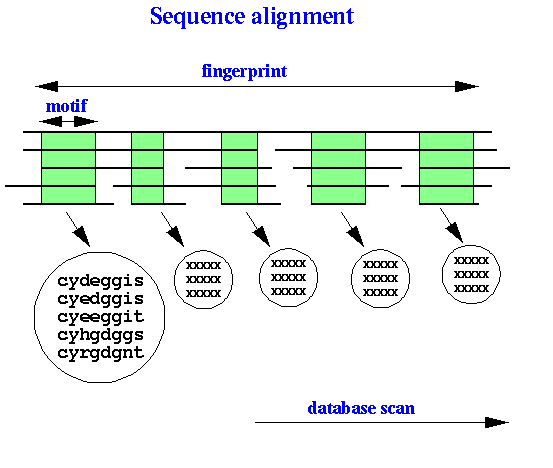 Sequence alignment
fingerprint
motif
cydeggis
cyedggis
cyeeggit
cyhgdggs
cyrgdgnt
xxxxx
xxxxx
xxxxx
xxxxx
xxxxx
xxxxx
xxxxx
xxxxx
xxxxx
xxxxx
xxxxx
xxxxx
database scan